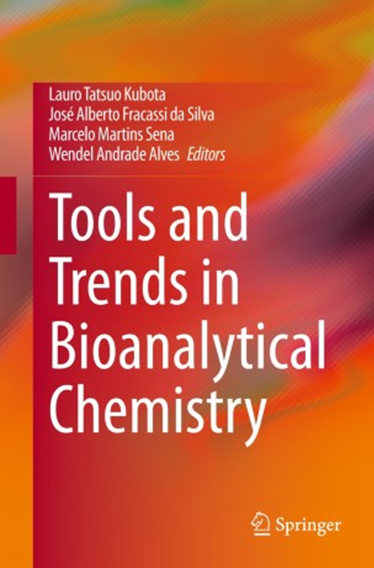 Lauro Tatsuo Kubota
José Alberto Fracassi da Silva
Marcelo Martins Sena
Wendel Andrade Alves Editors
Tools and
Trends in
Bioanalytical
Chemistry
Springer